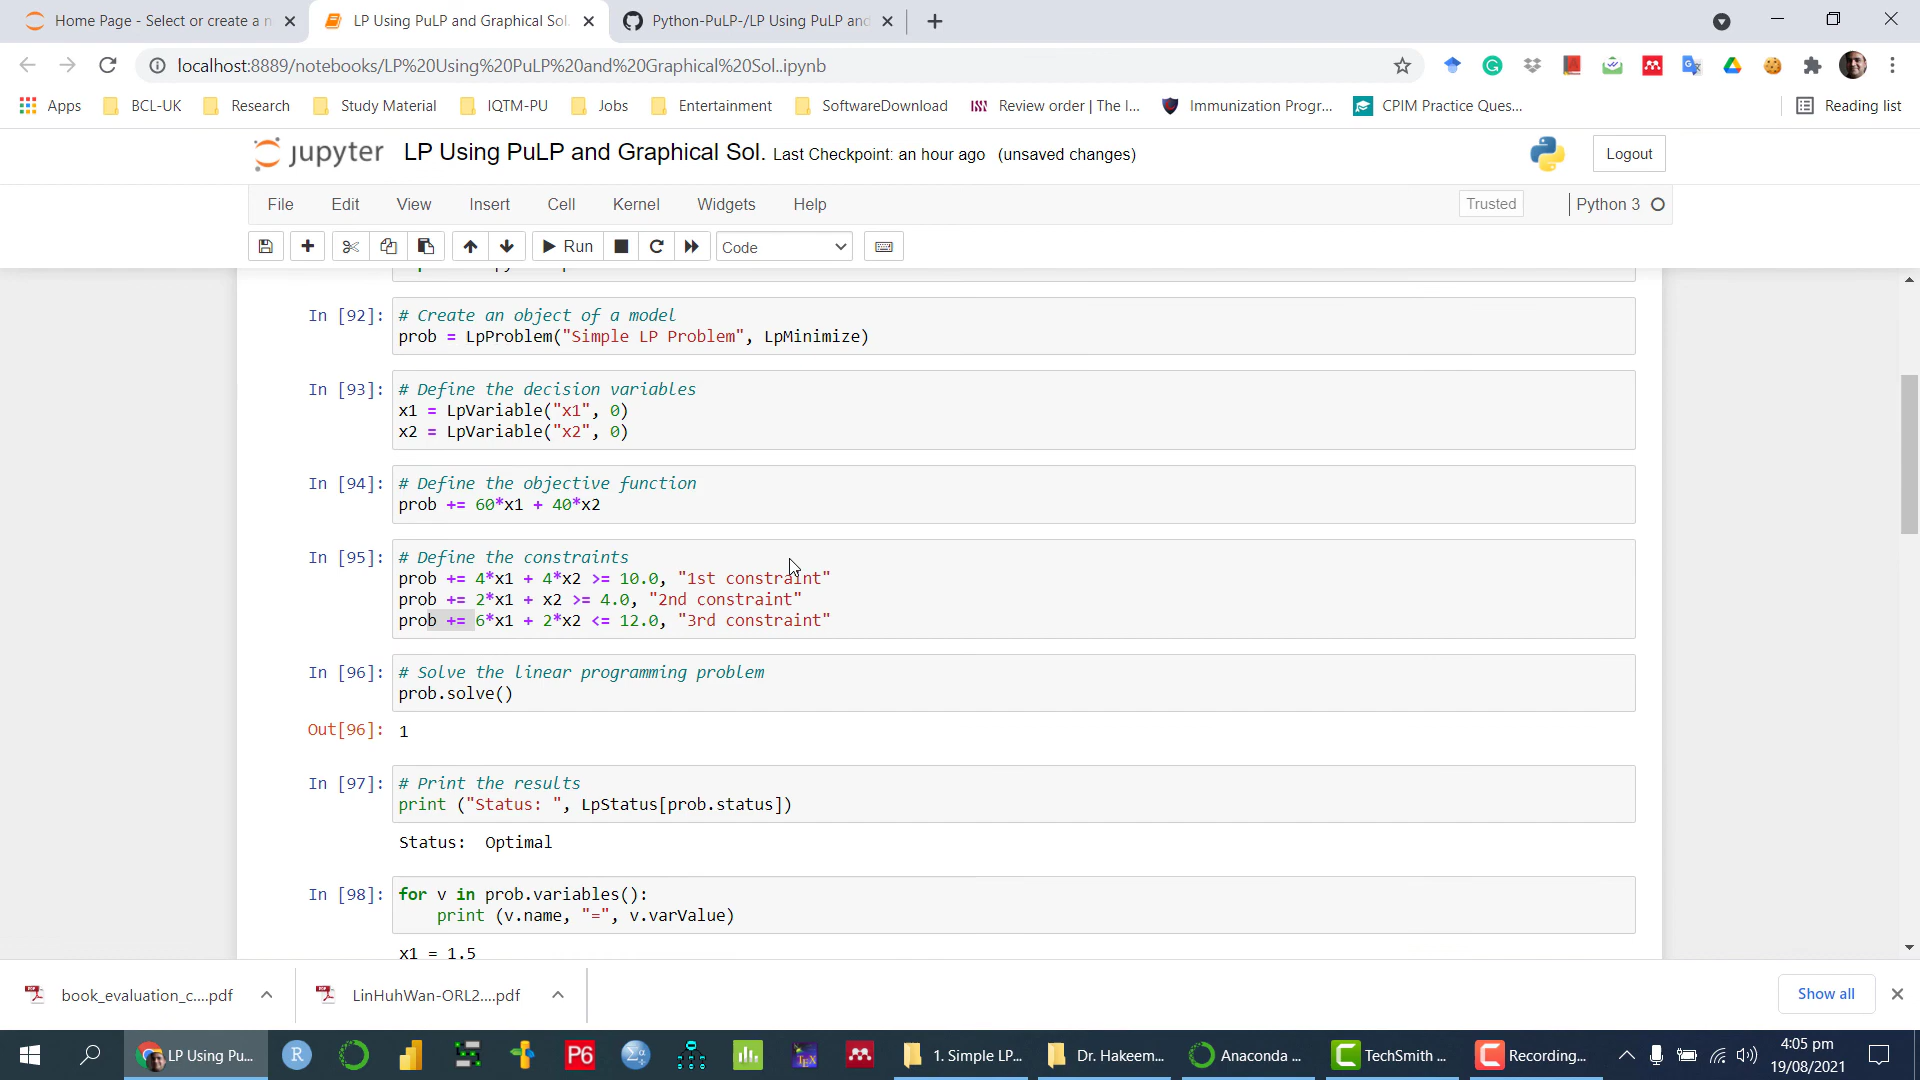 Home Page - Select or create a n
LP Using PuLP and Graphical Sol.
Python-PuLP-/LP Using PuLP and
localhost:8889/notebooks/LP%20Using%20PuLP%20and%20Graphical%20Sol..ipynb
Apps
BCL-UK
Research
Study Material
IQTM-PU
Jobs
Entertainment
SoftwareDownload
Review order | The I...
Immunization Progr...
CPIM Practice Ques...
Reading list
jupyter
LP Using PuLP and Graphical Sol.
Last Checkpoint: an hour ago
(unsaved changes)
Logout
File
Edit
View
Insert
Cell
Kernel
Widgets
Help
Trusted
Python 3
Run
Code
In [92]:
# Create an object of a model
prob = LpProblem("Simple LP Problem", LpMinimize)
In [93]:
# Define the decision variables
x1 = LpVariable("x1", 0)
x2 = LpVariable("x2", 0)
In [94]:
# Define the objective function
prob += 60*x1 + 40*x2
In [95]:
# Define the constraints
prob += 4*x1 + 4*x2 >= 10.0, "1st constraint"
prob += 2*x1 + x2 >= 4.0, "2nd constraint"
prob += 6*x1 + 2*x2 <= 12.0, "3rd constraint"
In [96]:
# Solve the linear programming problem
prob.solve()
Out[96]:
1
In [97]:
# Print the results
print ("Status: ", LpStatus[prob.status])
Status:  Optimal
In [98]:
for v in prob.variables():
    print (v.name, "=", v.varValue)
x1 = 1.5
book_evaluation_c....pdf
LinHuhWan-ORL2....pdf
Show all
LP Using Pu...
R
P6
1. Simple LP...
Dr. Hakeem...
Anaconda ...
TechSmith ...
Recording...
4:05 pm
19/08/2021